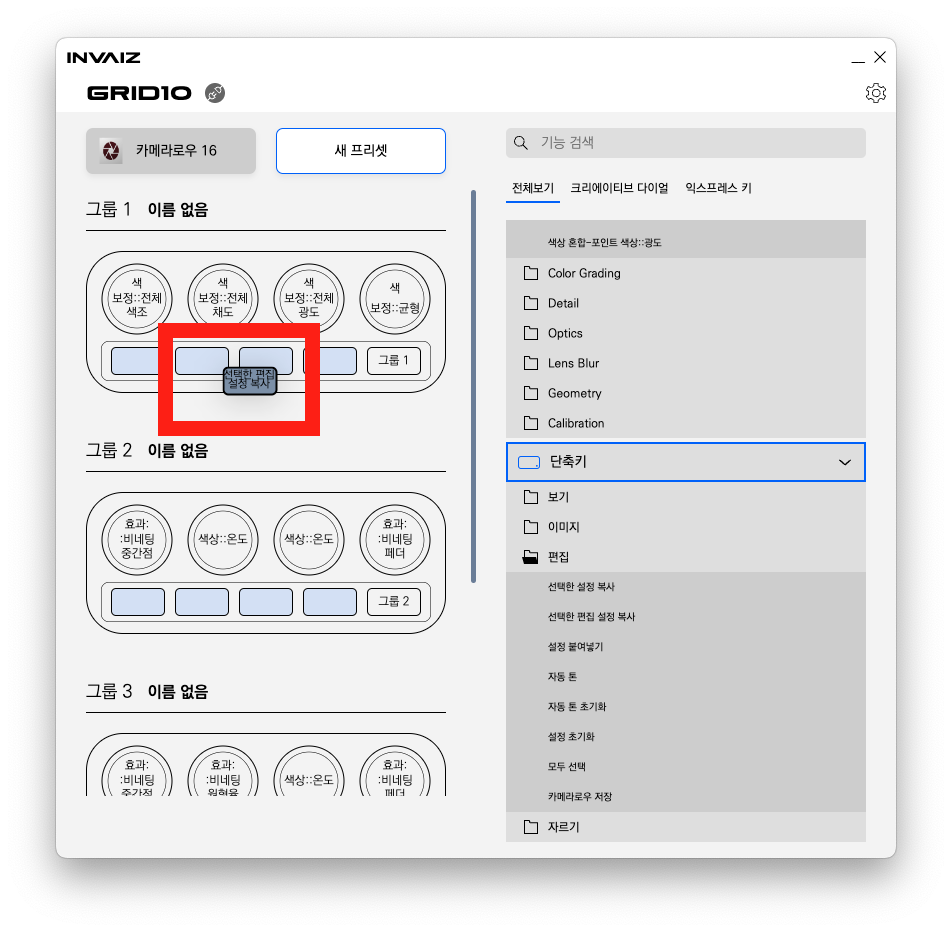 INVAIZ
GRID10
카메라로우 16
새 프리셋
그룹 1 이름 없음
색
보정::전체
색조
색
보정::전체
채도
색
보정::전체
광도
색
보정::균형
선택한 편집
설정 복사
그룹 1
그룹 2 이름 없음
효과:
:비네팅
중간점
색상::온도
색상::온도
효과:
:비네팅
페더
그룹 2
그룹 3 이름 없음
효과:
:비네팅
중간점
효과:
:비네팅
원형율
색상::온도
효과:
:비네팅
페더
기능 검색
전체보기 크리에이티브 다이얼 익스프레스 키
색상 혼합-포인트 색상::광도
Color Grading
Detail
Optics
Lens Blur
Geometry
Calibration
단축키
보기
이미지
편집
선택한 설정 복사
선택한 편집 설정 복사
설정 붙여넣기
자동 톤
자동 톤 초기화
설정 초기화
모두 선택
카메라로우 저장
자르기